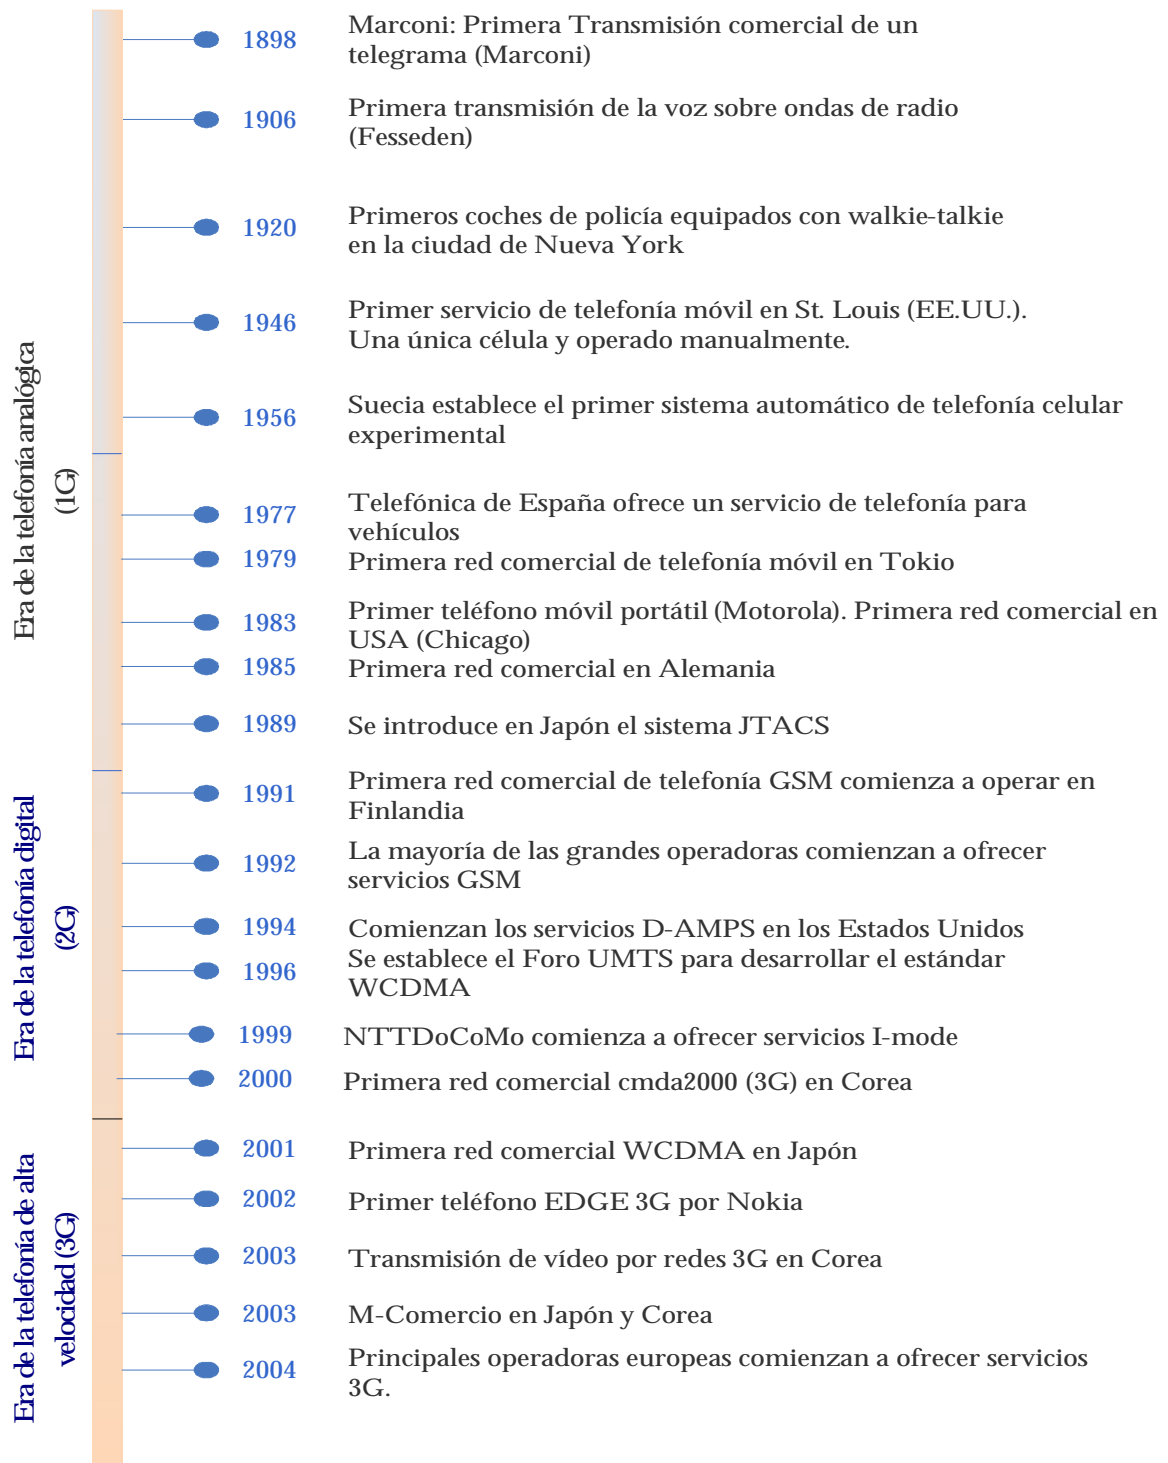 1898
Marconi: Primera Transmisión comercial de un
telegrama (Marconi)
1906
Primera transmisión de la voz sobre ondas de radio
(Fesseden)
1920
Primeros coches de policía equipados con walkie-talkie
en la ciudad de Nueva York
1946
Primer servicio de telefonía móvil en St. Louis (EE.UU.).
Una única célula y operado manualmente.
1956
Suecia establece el primer sistema automático de telefonía celular
experimental
Era de la telefonía analógica
(1G)
1977
Telefónica de España ofrece un servicio de telefonía para
vehículos
1979
Primera red comercial de telefonía móvil en Tokio
1983
Primer teléfono móvil portátil (Motorola). Primera red comercial en
USA (Chicago)
1985
Primera red comercial en Alemania
1989
Se introduce en Japón el sistema JTACS
Era de la telefonía digital
(2G)
1991
Primera red comercial de telefonía GSM comienza a operar en
Finlandia
1992
La mayoría de las grandes operadoras comienzan a ofrecer
servicios GSM
1994
Comienzan los servicios D-AMPS en los Estados Unidos
1996
Se establece el Foro UMTS para desarrollar el estándar
WCDMA
1999
NTTDoCoMo comienza a ofrecer servicios I-mode
2000
Primera red comercial cmda2000 (3G) en Corea
Era de la telefonía de alta
velocidad (3G)
2001
Primera red comercial WCDMA en Japón
2002
Primer teléfono EDGE 3G por Nokia
2003
Transmisión de vídeo por redes 3G en Corea
2003
M-Comercio en Japón y Corea
2004
Principales operadoras europeas comienzan a ofrecer servicios
3G.